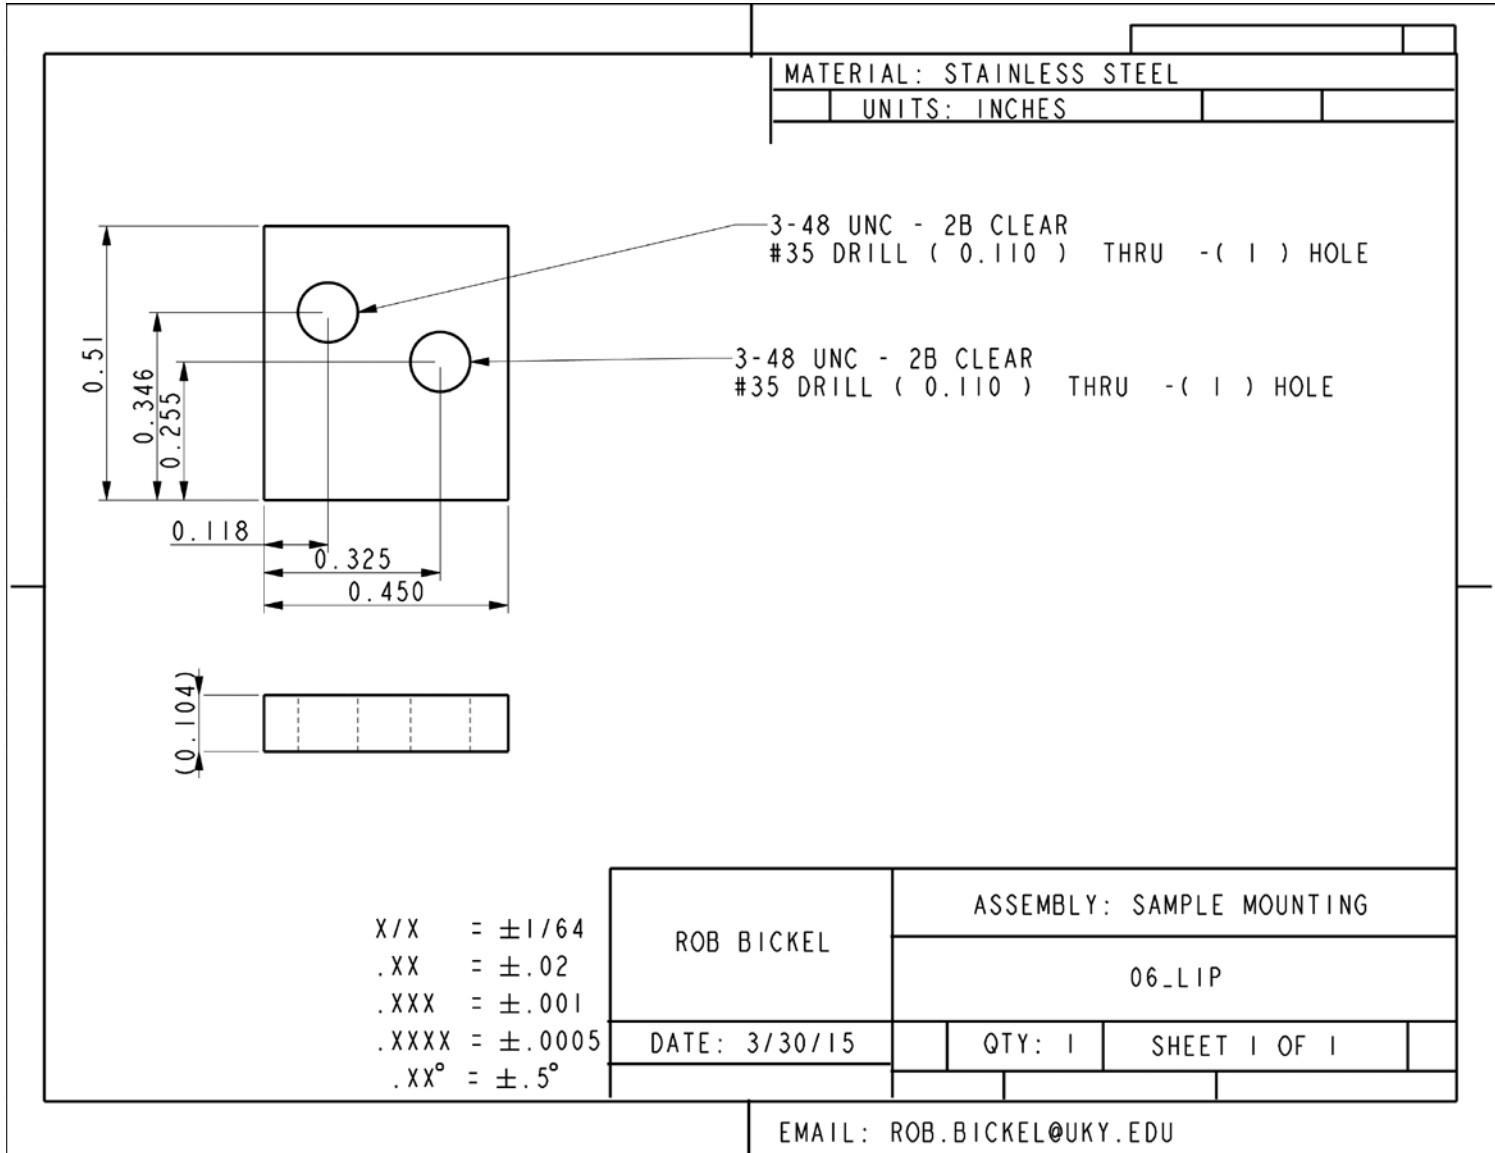 MATERIAL: STAINLESS STEEL
UNITS: INCHES
3-48 UNC - 2B CLEAR
#35 DRILL ( 0.110 ) THRU -( 1 ) HOLE
3-48 UNC - 2B CLEAR
#35 DRILL ( 0.110 ) THRU -( 1 ) HOLE
0.51
0.346
0.255
0.118
0.325
0.450
(0.104)
X/X = ±1/64
.XX = ±.02
.XXX = ±.001
.XXXX = ±.0005
.XX° = ±.5°
ROB BICKEL
DATE: 3/30/15
ASSEMBLY: SAMPLE MOUNTING
06_LIP
QTY: 1
SHEET 1 OF 1
EMAIL: ROB.BICKEL@UKY.EDU